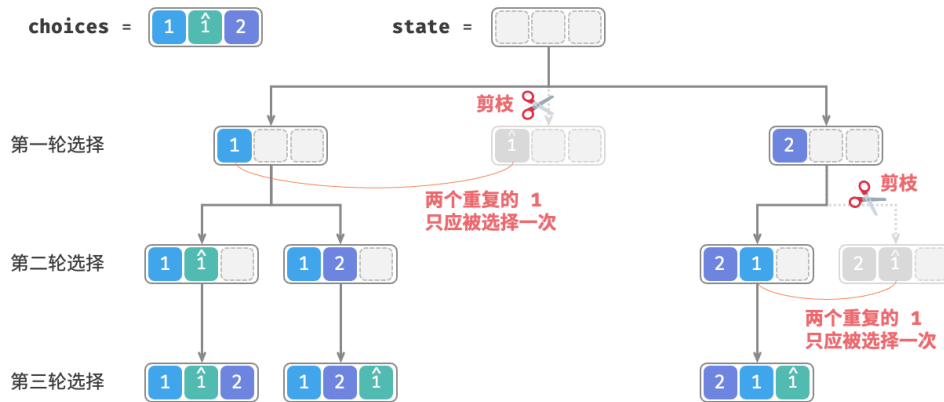 choices = 1 1̂ 2
state =
剪枝
第一轮选择
1
1̂
2
剪枝
两个重复的 1
只应被选择一次
第二轮选择
1 1̂
1 2
2 1
2 1̂
两个重复的 1
只应被选择一次
第三轮选择
1 1̂ 2
1 2 1̂
2 1 1̂